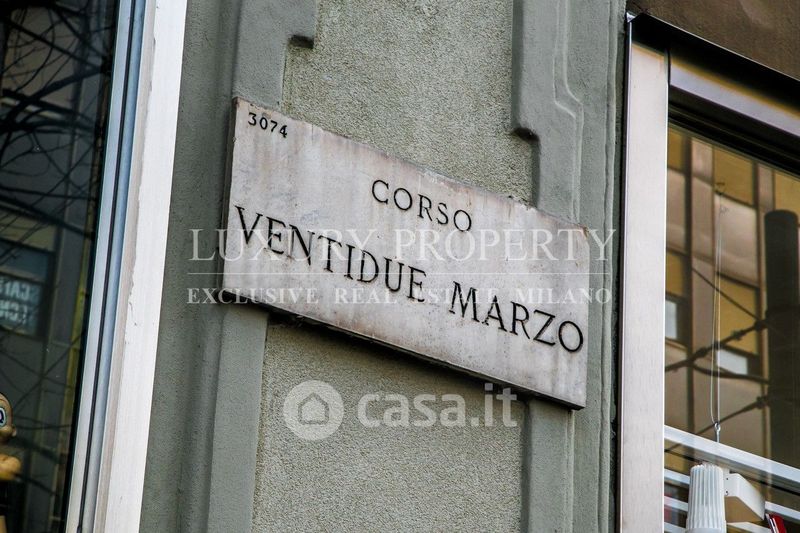 3074
CORSO
VENTIDUE MARZO
LUXURY PROPERTY
EXCLUSIVE REAL ESTATE MILANO
casa.it